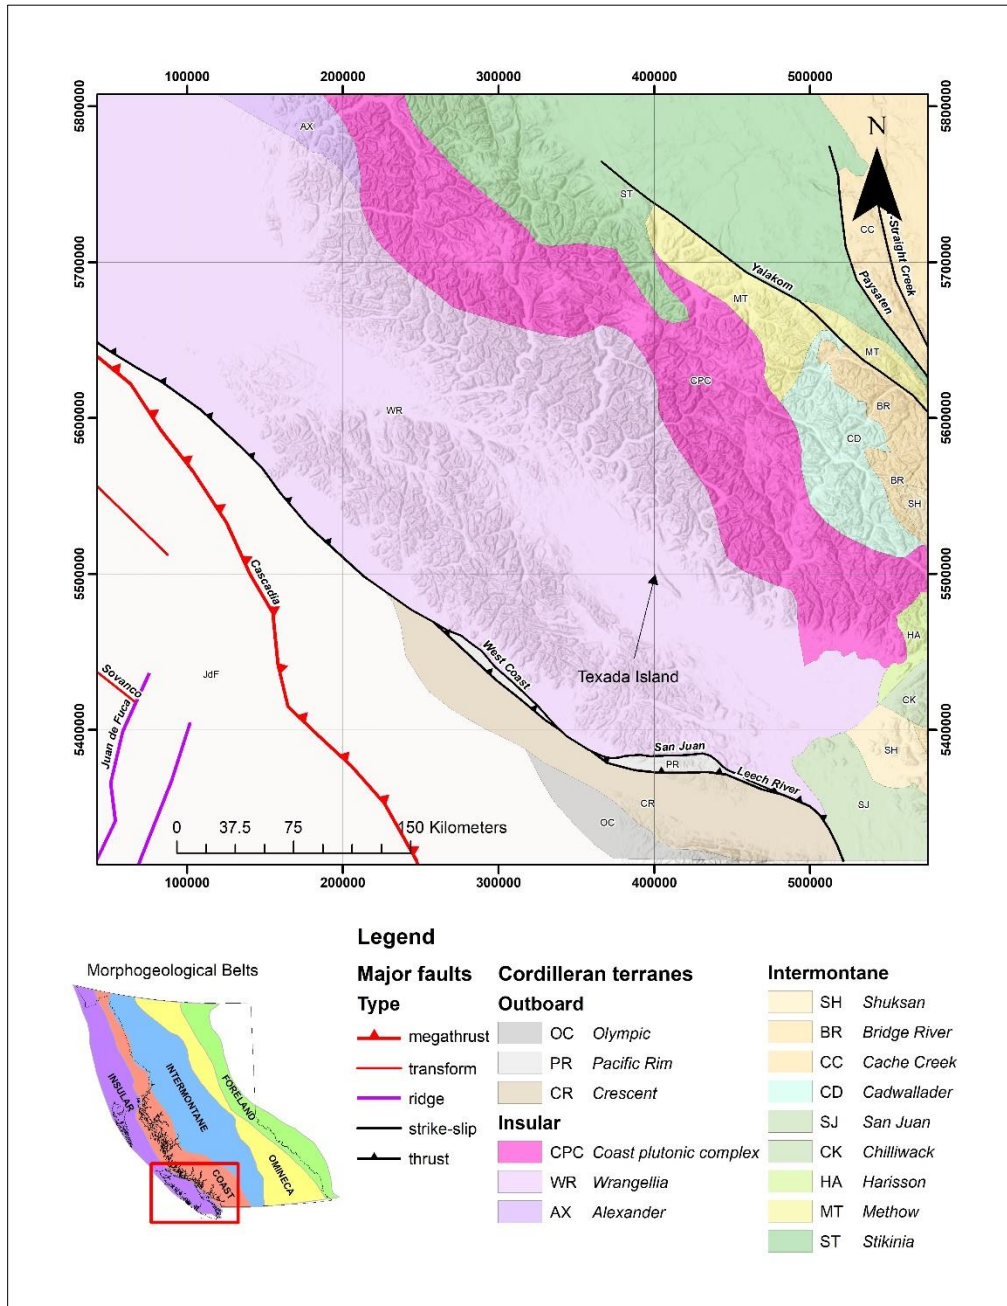 100000 200000 300000 400000 500000
5800000 5800000
N
AX
ST
CC
-Straight Creek
5700000 5700000
Yalakom
Paysaten
MT
MT
CPC
BR
5600000 5600000
WR
CD
BR
SH
Cascadia
5500000 5500000
HA
West Coast
Texada Island
JdF
Sovanco
CK
Juan de Fuca
5400000 5400000
San Juan
SH
PR
Leech River
CR
SJ
OC
0 37.5 75 150 Kilometers
100000 200000 300000 400000 500000
Legend
Morphogeological Belts
INSULAR
INTERMONTANE
FORELAND
COAST
OMINECA
Major faults
Type
megathrust
transform
ridge
strike-slip
thrust
Cordilleran terranes
Outboard
OC Olympic
PR Pacific Rim
CR Crescent
Insular
CPC Coast plutonic complex
WR Wrangellia
AX Alexander
Intermontane
SH Shuksan
BR Bridge River
CC Cache Creek
CD Cadwallader
SJ San Juan
CK Chilliwack
HA Harisson
MT Methow
ST Stikinia